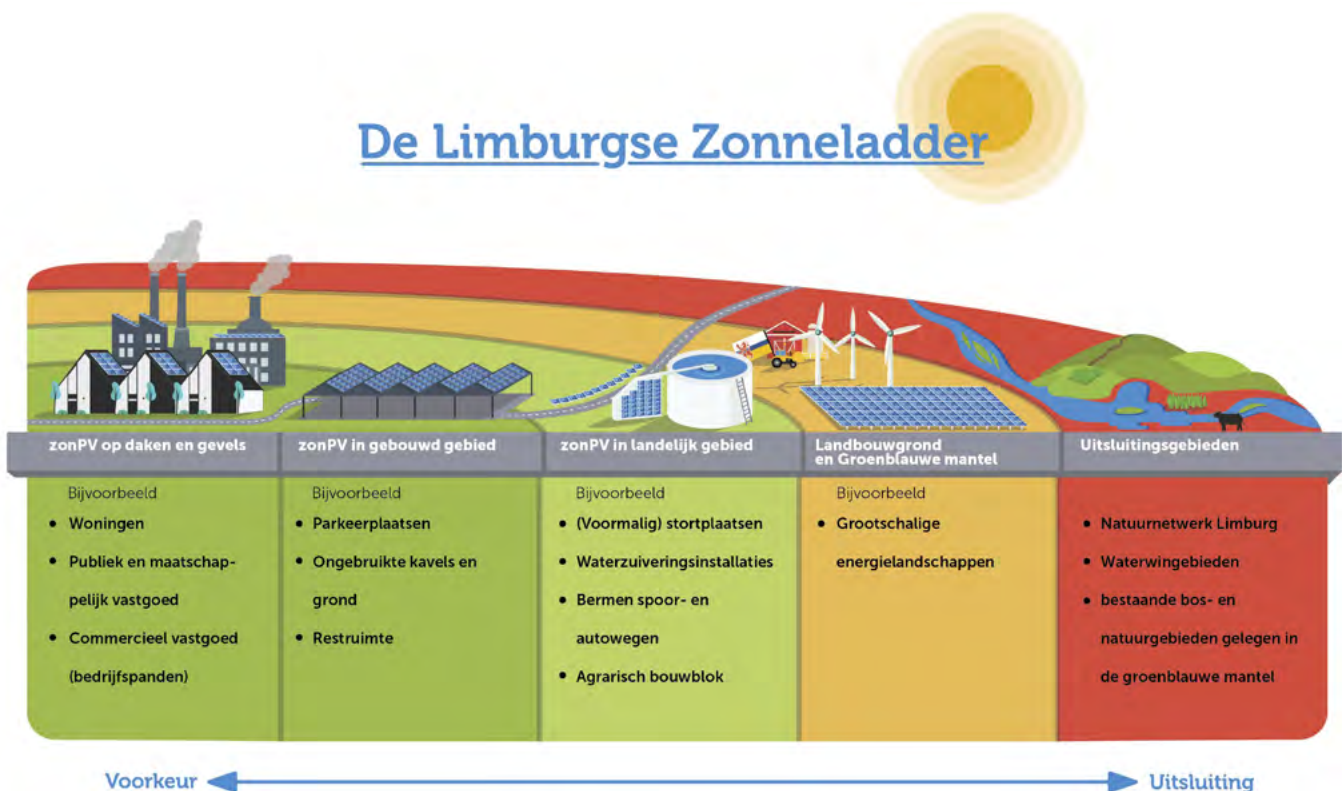 De Limburgse Zonneladder
zonPV op daken en gevels
Bijvoorbeeld
• Woningen
• Publiek en maatschap-
pelijk vastgoed
• Commercieel vastgoed
(bedrijfspanden)
zonPV in gebouwd gebied
Bijvoorbeeld
• Parkeerplaatsen
• Ongebruikte kavels en
grond
• Restruimte
zonPV in landelijk gebied
Bijvoorbeeld
• (Voormalig) stortplaatsen
• Waterzuiveringsinstallaties
• Bermen spoor- en
autowegen
• Agrarisch bouwblok
Landbouwgrond
en Groenblauwe mantel
Bijvoorbeeld
• Grootschalige
energielandschappen
Uitsluitingsgebieden
• Natuurnetwerk Limburg
• Waterwingebieden
• bestaande bos- en
natuurgebieden gelegen in
de groenblauwe mantel
Voorkeur
Uitsluiting